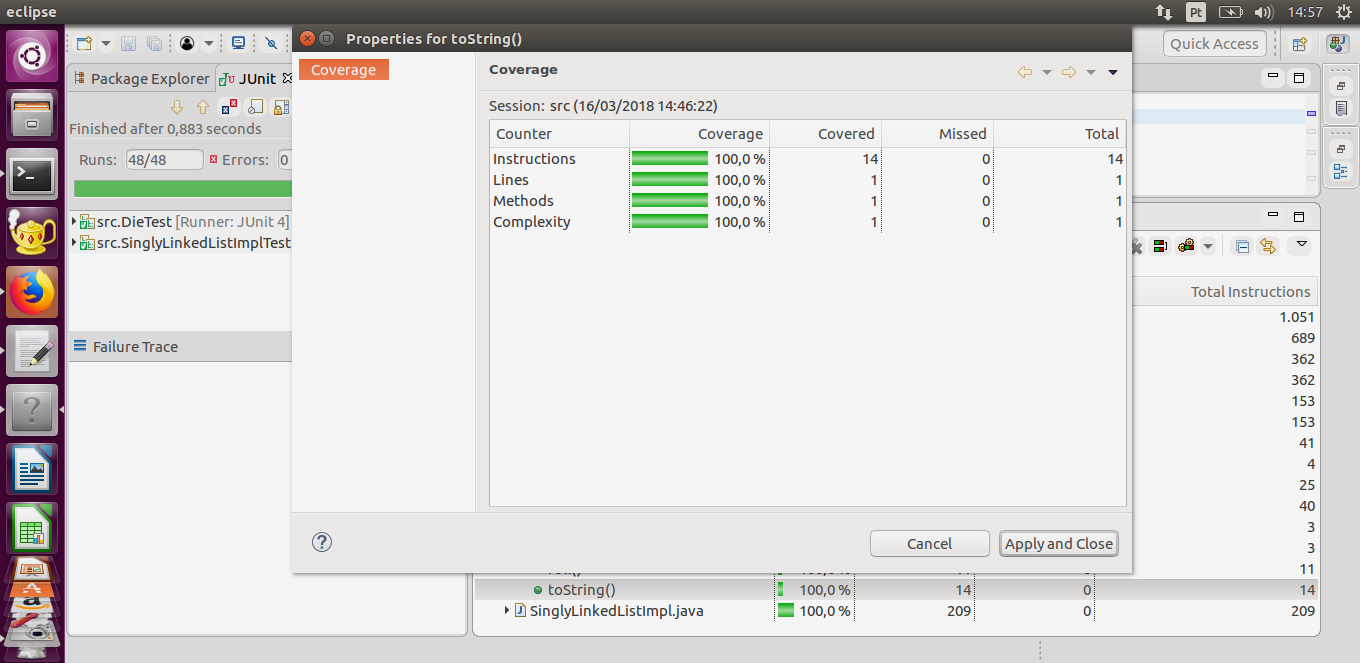 eclipse
Pt
14:57
Properties for toString()
Quick Access
Coverage
Coverage
Package Explorer
JUnit
Session: src (16/03/2018 14:46:22)
Finished after 0,883 seconds
Counter Coverage Covered Missed Total
Runs: 48/48 Errors: 0
Instructions 100,0 % 14 0 14
Lines 100,0 % 1 0 1
Methods 100,0 % 1 0 1
Complexity 100,0 % 1 0 1
src.DieTest [Runner: JUnit 4]
src.SinglyLinkedListImplTest
Failure Trace
Total Instructions
1.051
689
362
362
153
153
41
4
25
40
3
3
11
Cancel
Apply and Close
toString() 100,0 % 14 0 14
SinglyLinkedListImpl.java 100,0 % 209 0 209